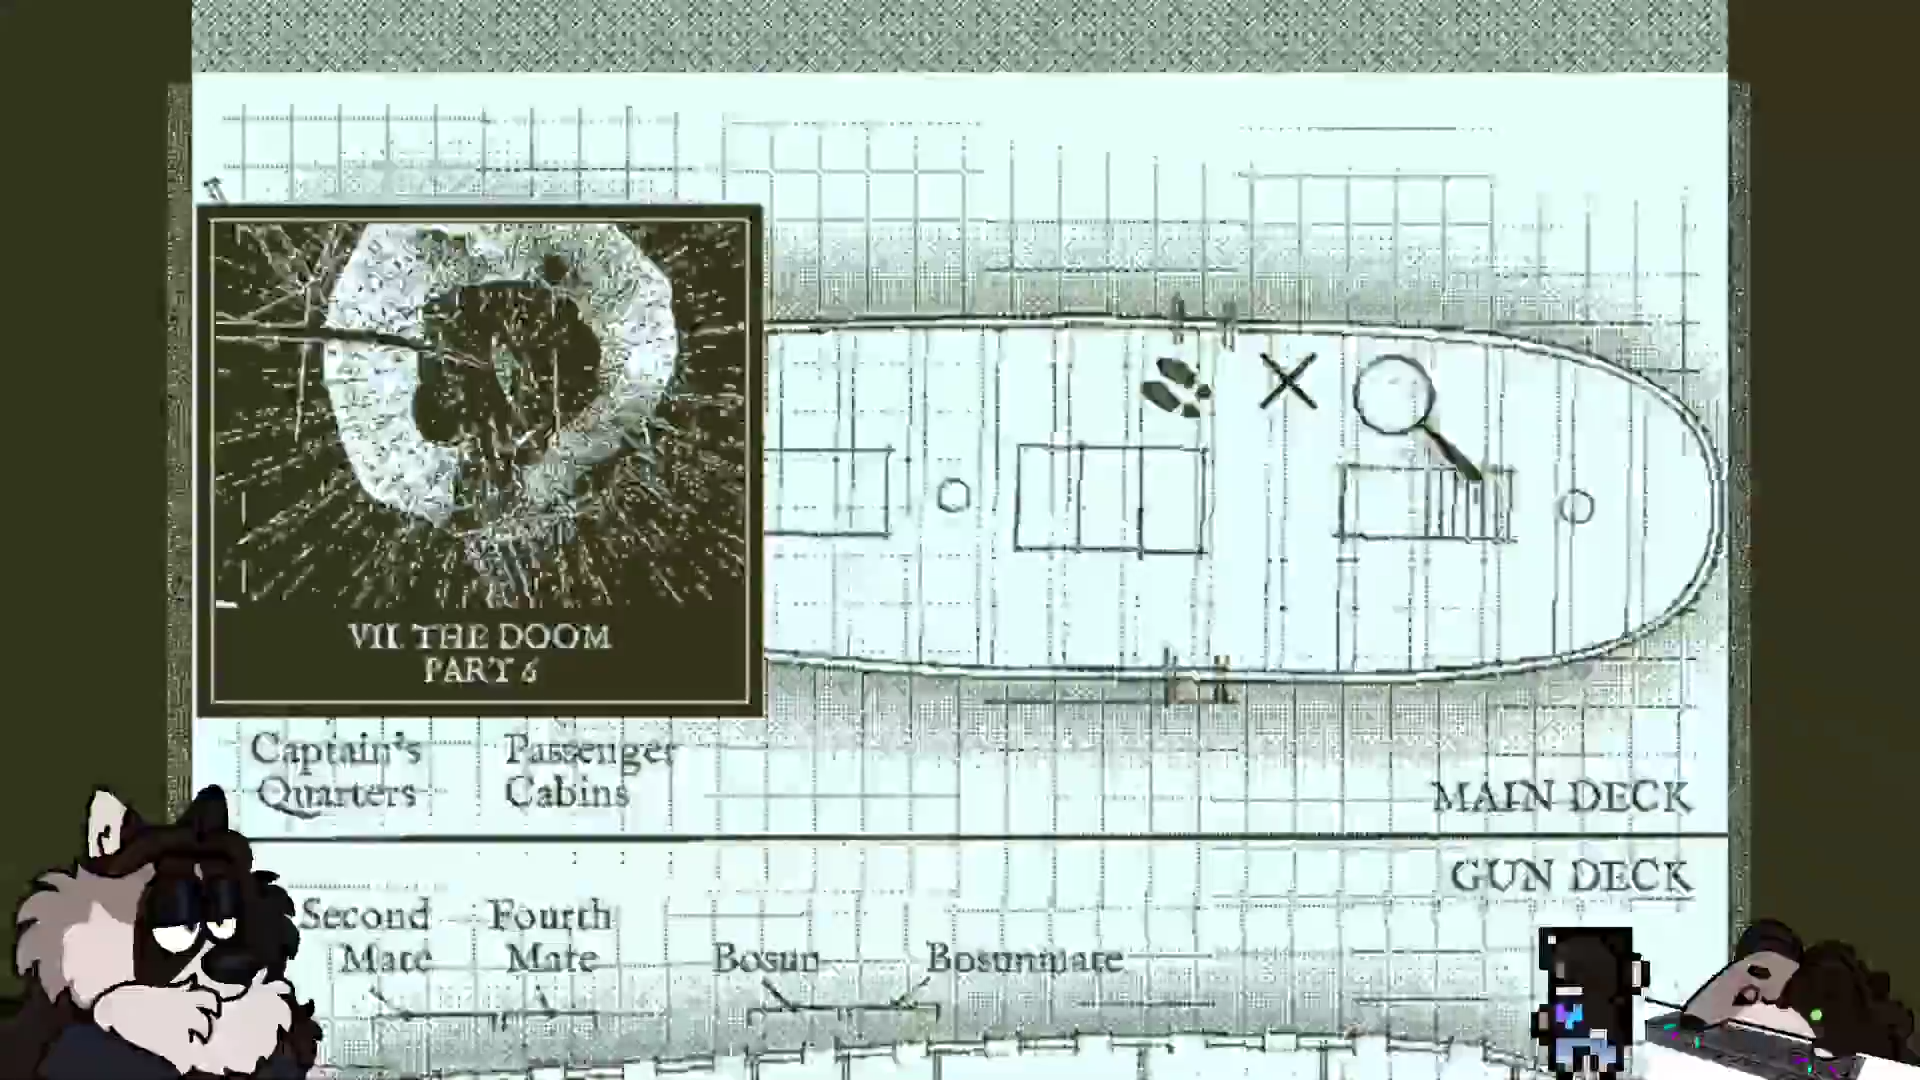 VII. THE DOOM
PART 6
Captain's
Quarters
Passenger
Cabins
MAIN DECK
GUN DECK
Second
Mate
Fourth
Mate
Bosun
Bosunmate